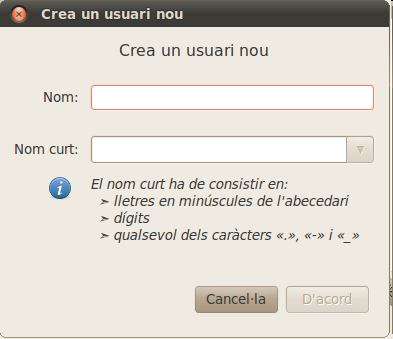 Crea un usuari nou
Crea un usuari nou
Nom:
Nom curt:
El nom curt ha de consistir en:
➣ lletres en minúscules de l'abecedari
➣ dígits
➣ qualsevol dels caràcters «.», «-» i «_»
Cancel·la
D'acord